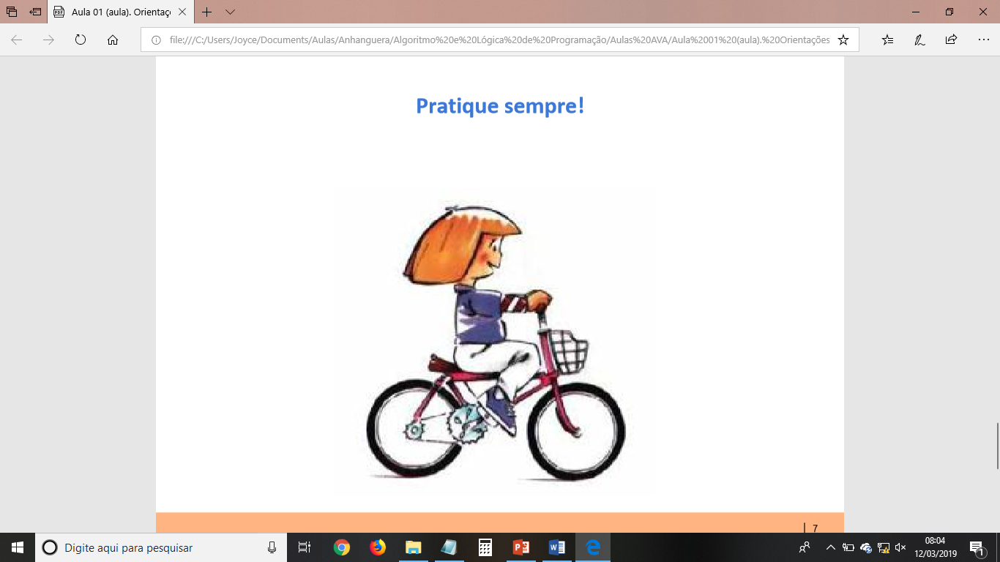 Aula 01 (aula). Orientaç
file:///C:/Users/Joyce/Documents/Aulas/Anhanguera/Algoritmo%20e%20Lógica%20de%20Programação/Aulas%20AVA/Aula%2001%20(aula).%20Orientações
Pratique sempre!
| 7
Digite aqui para pesquisar
08:04
12/03/2019
1